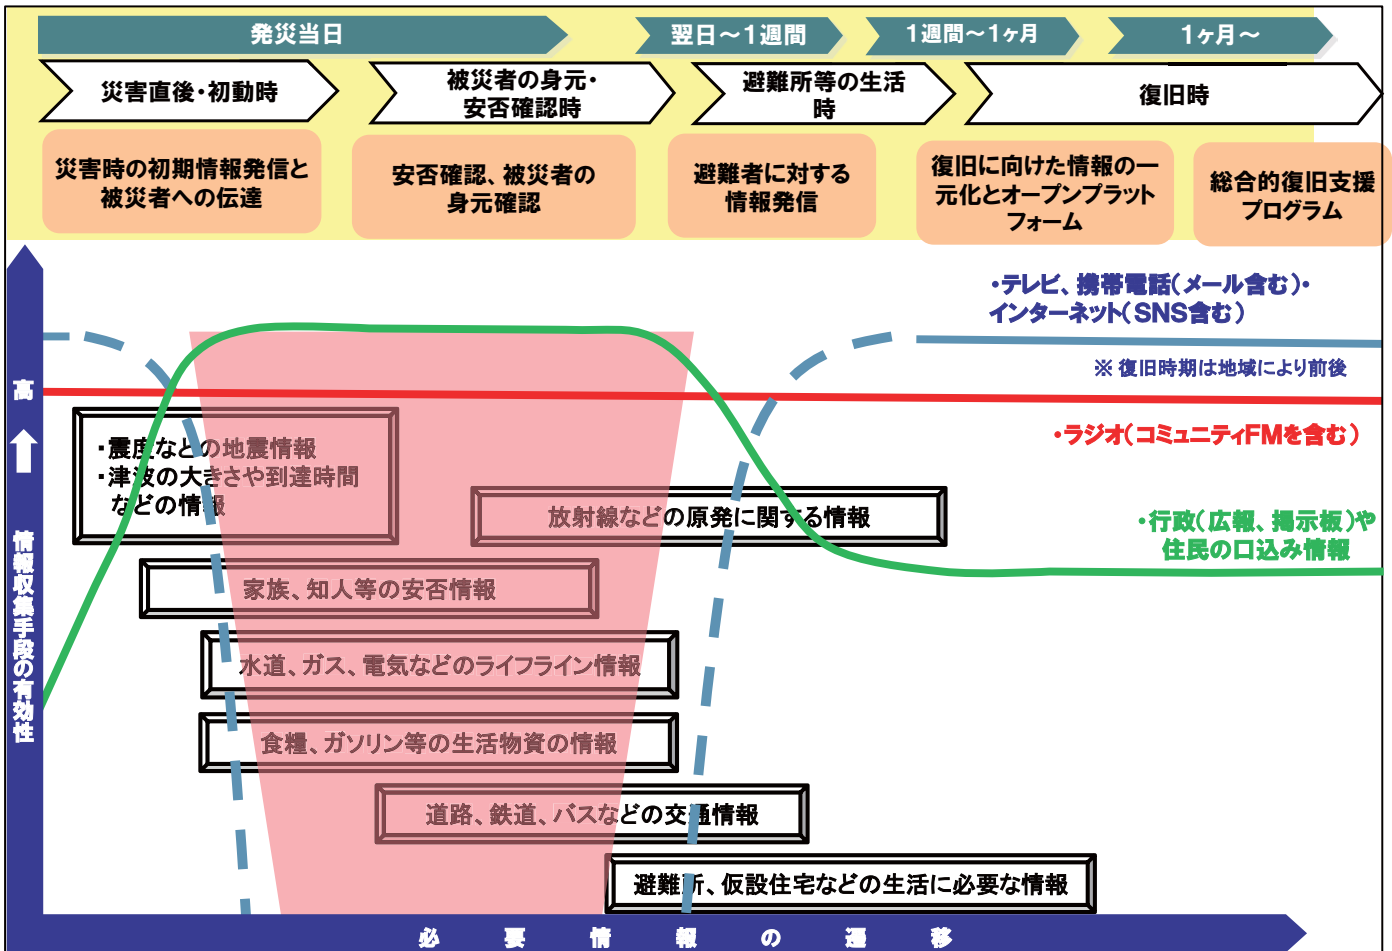 発災当日
翌日～1週間
1週間～1ヶ月
1ヶ月～
災害直後・初動時
被災者の身元・
安否確認時
避難所等の生活
時
復旧時
災害時の初期情報発信と
被災者への伝達
安否確認、被災者の
身元確認
避難者に対する
情報発信
復旧に向けた情報の一
元化とオープンプラット
フォーム
総合的復旧支援
プログラム
・テレビ、携帯電話（メール含む）・
インターネット（SNS含む）
※ 復旧時期は地域により前後
・ラジオ（コミュニティFMを含む）
・行政（広報、掲示板）や
住民の口込み情報
高
情報収集手段の有効性
・震度などの地震情報
・津波の大きさや到達時間
などの情報
放射線などの原発に関する情報
家族、知人等の安否情報
水道、ガス、電気などのライフライン情報
食糧、ガソリン等の生活物資の情報
道路、鉄道、バスなどの交通情報
避難所、仮設住宅などの生活に必要な情報
必要情報の遷移